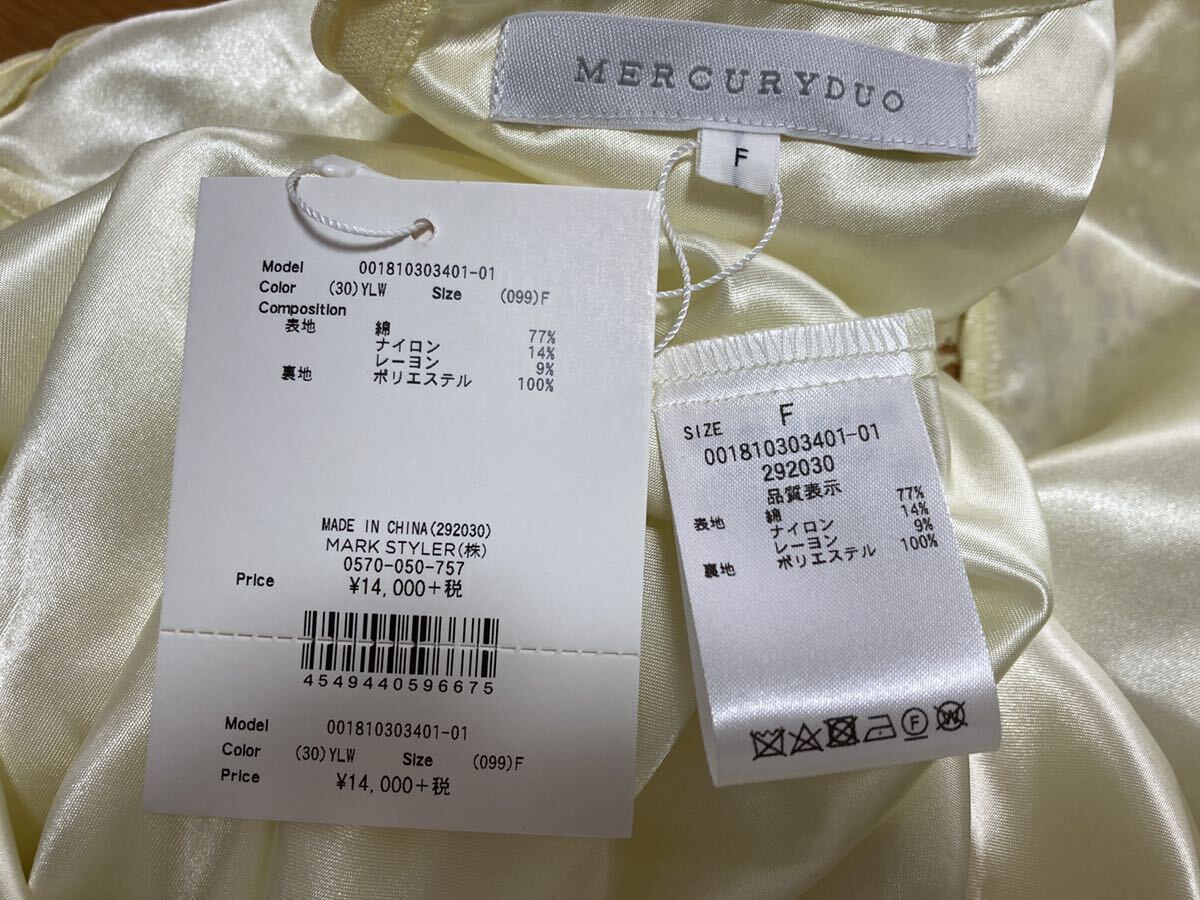 MERCURYDUO
F
Model 001810303401-01
Color (30)YLW Size (099)F
Composition
表地 綿 77%
ナイロン 14%
レーヨン 9%
裏地 ポリエステル 100%
MADE IN CHINA(292030)
MARK STYLER(株)
0570-050-757
Price ¥14,000+税
4549440596675
Model 001810303401-01
Color (30)YLW Size (099)F
Price ¥14,000+税
SIZE F
001810303401-01
292030
品質表示
表地 綿 77%
ナイロン 14%
レーヨン 9%
裏地 ポリエステル 100%